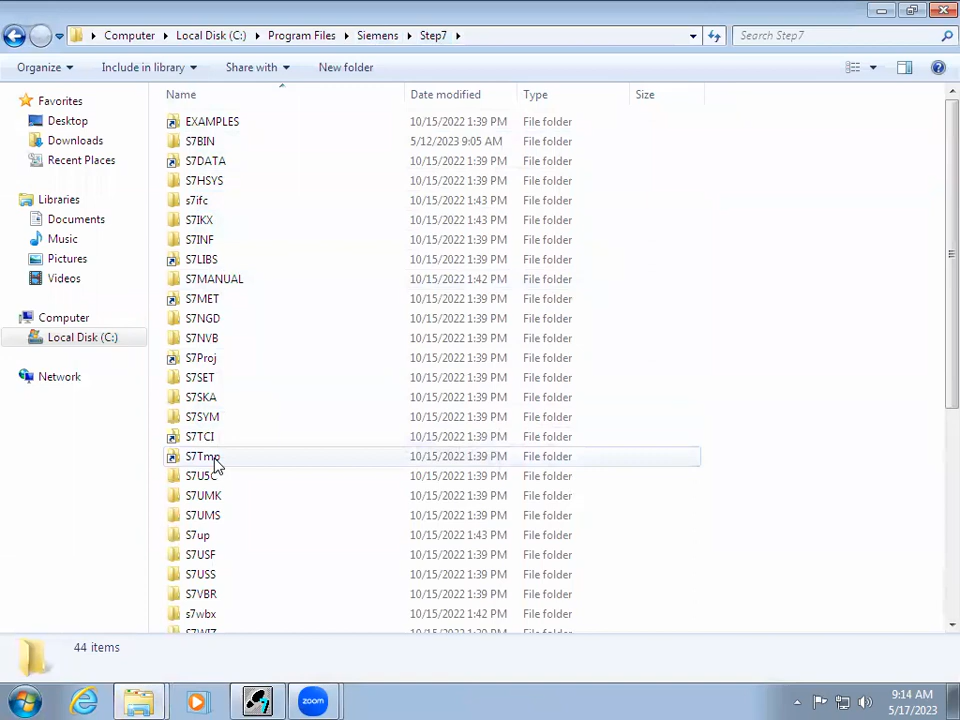 Computer Local Disk (C:) Program Files Siemens Step7 Search Step7
Organize Include in library Share with New folder
Name Date modified Type Size
Favorites
Desktop
Downloads
Recent Places
Libraries
Documents
Music
Pictures
Videos
Computer
Local Disk (C:)
Network
EXAMPLES 10/15/2022 1:39 PM File folder
S7BIN 5/12/2023 9:05 AM File folder
S7DATA 10/15/2022 1:39 PM File folder
S7HSYS 10/15/2022 1:39 PM File folder
s7ifc 10/15/2022 1:43 PM File folder
S7IKX 10/15/2022 1:43 PM File folder
S7INF 10/15/2022 1:39 PM File folder
S7LIBS 10/15/2022 1:39 PM File folder
S7MANUAL 10/15/2022 1:42 PM File folder
S7MET 10/15/2022 1:39 PM File folder
S7NGD 10/15/2022 1:39 PM File folder
S7NVB 10/15/2022 1:39 PM File folder
S7Proj 10/15/2022 1:39 PM File folder
S7SET 10/15/2022 1:39 PM File folder
S7SKA 10/15/2022 1:39 PM File folder
S7SYM 10/15/2022 1:39 PM File folder
S7TCI 10/15/2022 1:39 PM File folder
S7Tmp 10/15/2022 1:39 PM File folder
S7U5C 10/15/2022 1:39 PM File folder
S7UMK 10/15/2022 1:39 PM File folder
S7UMS 10/15/2022 1:39 PM File folder
S7up 10/15/2022 1:43 PM File folder
S7USF 10/15/2022 1:39 PM File folder
S7USS 10/15/2022 1:39 PM File folder
S7VBR 10/15/2022 1:39 PM File folder
s7wbx 10/15/2022 1:42 PM File folder
S7WIZ 10/15/2022 1:39 PM File folder
44 items
zoom
9:14 AM
5/17/2023